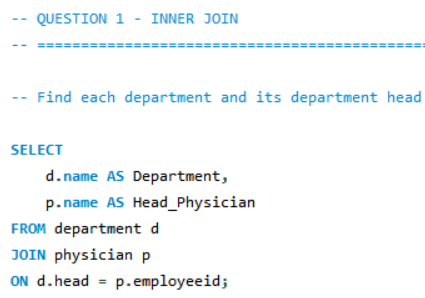 -- QUESTION 1 - INNER JOIN
-- ============================================
-- Find each department and its department head
SELECT
    d.name AS Department,
    p.name AS Head_Physician
FROM department d
JOIN physician p
ON d.head = p.employeeid;